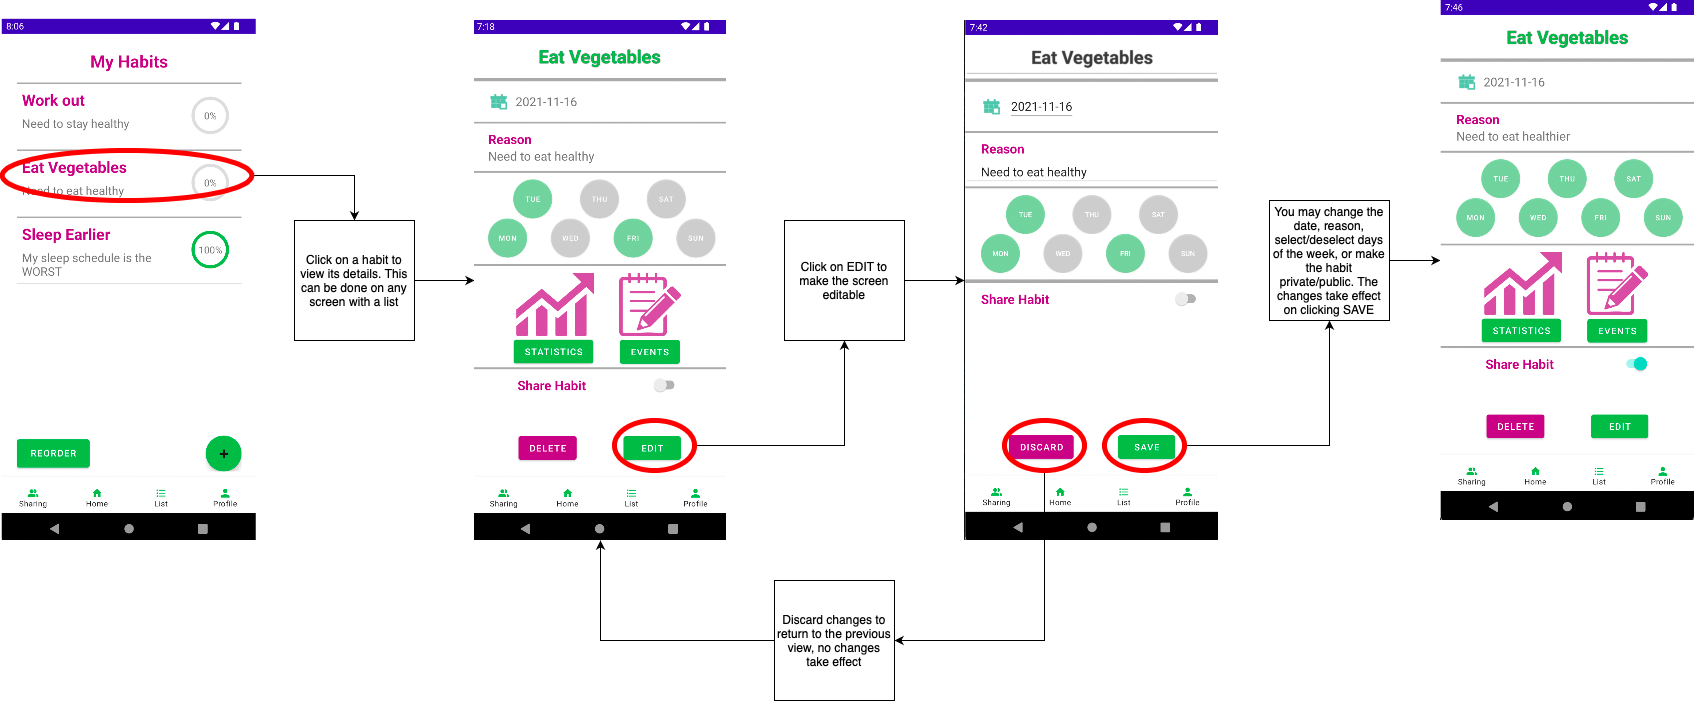 8:06
My Habits
Work out
Need to stay healthy
0%
Eat Vegetables
Need to eat healthy
0%
Sleep Earlier
My sleep schedule is the
WORST
100%
REORDER
+
Sharing
Home
List
Profile
Click on a habit to
view its details. This
can be done on any
screen with a list
7:18
Eat Vegetables
2021-11-16
Reason
Need to eat healthy
TUE
THU
SAT
MON
WED
FRI
SUN
STATISTICS
EVENTS
Share Habit
DELETE
EDIT
Sharing
Home
List
Profile
Click on EDIT to
make the screen
editable
7:42
Eat Vegetables
2021-11-16
Reason
Need to eat healthy
TUE
THU
SAT
MON
WED
FRI
SUN
Share Habit
DISCARD
SAVE
Sharing
Home
List
Profile
Discard changes to
return to the previous
view, no changes
take effect
You may change the
date, reason,
select/deselect days
of the week, or make
the habit
private/public. The
changes take effect
on clicking SAVE
7:46
Eat Vegetables
2021-11-16
Reason
Need to eat healthier
TUE
THU
SAT
MON
WED
FRI
SUN
STATISTICS
EVENTS
Share Habit
DELETE
EDIT
Sharing
Home
List
Profile